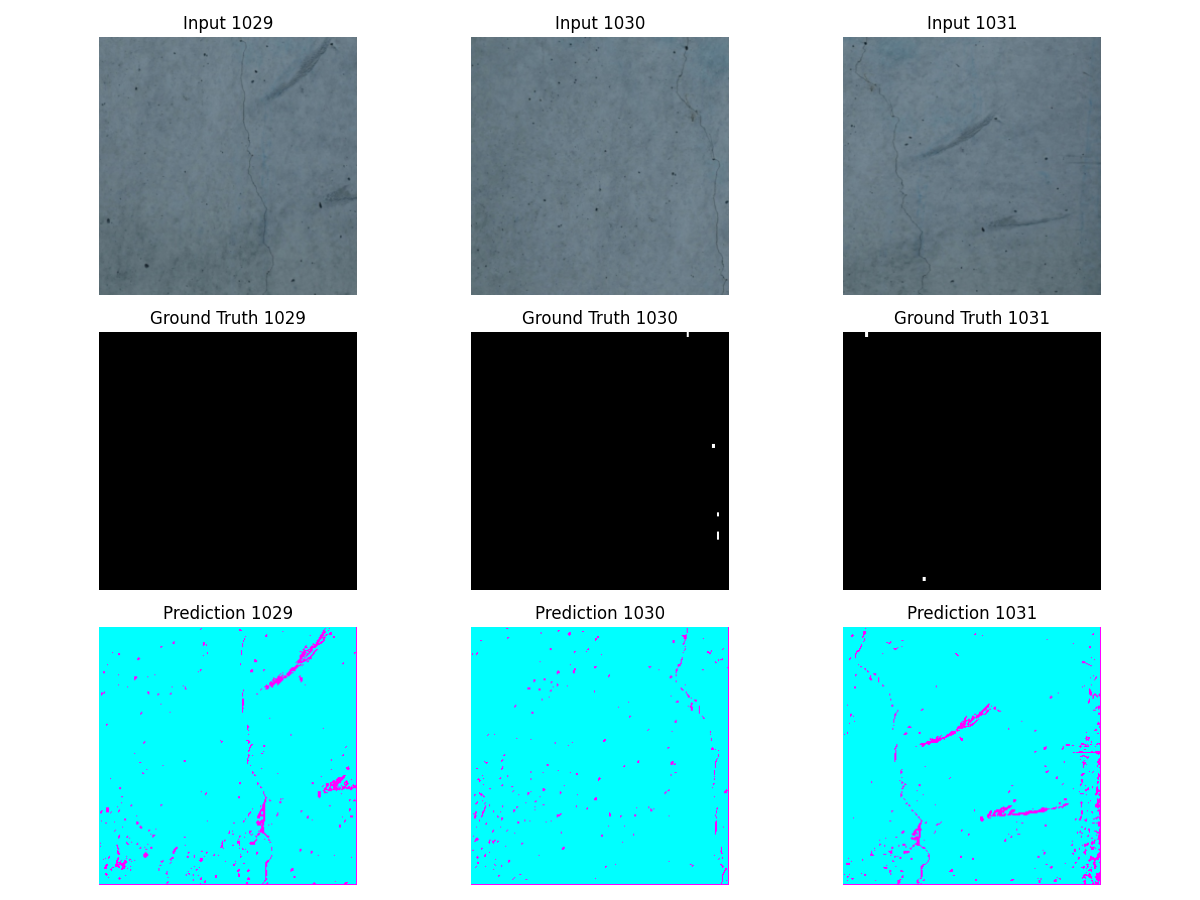 Input 1029
Input 1030
Input 1031
Ground Truth 1029
Ground Truth 1030
Ground Truth 1031
Prediction 1029
Prediction 1030
Prediction 1031